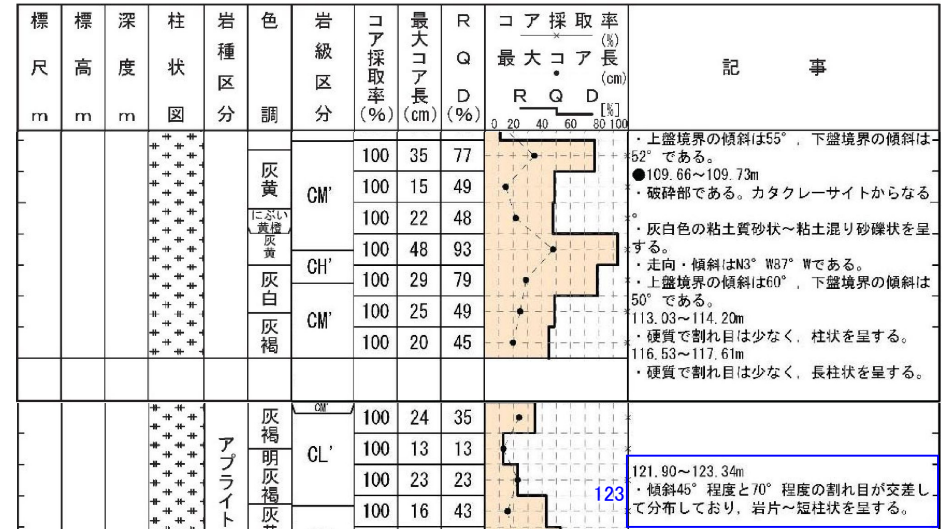 標尺m
標高m
深度m
柱状図
岩種区分
色調
岩級区分
コア採取率(%)
最大コア長(cm)
RQD(%)
コア採取率(%)
最大コア長(cm)
RQD[%]
0 20 40 60 80 100
記事
灰黄
にぶい黄橙
灰黄
灰白
灰褐
CM'
CH'
CM'
100 35 77
100 15 49
100 22 48
100 48 93
100 29 79
100 25 49
100 20 45
・上盤境界の傾斜は55°，下盤境界の傾斜は
52°である。
●109.66～109.73m
・破砕部である。カタクレーサイトからなる
。
・灰白色の粘土質砂状～粘土混り砂礫状を呈
する。
・走向・傾斜はN3°W87°Wである。
・上盤境界の傾斜は60°，下盤境界の傾斜は
50°である。
113.03～114.20m
・硬質で割れ目は少なく，柱状を呈する。
116.53～117.61m
・硬質で割れ目は少なく，長柱状を呈する。
アプライト
灰褐
明灰褐
灰
CM'
CL'
100 24 35
100 13 13
100 23 23
100 16 43
123
121.90～123.34m
・傾斜45°程度と70°程度の割れ目が交差し
て分布しており，岩片～短柱状を呈する。